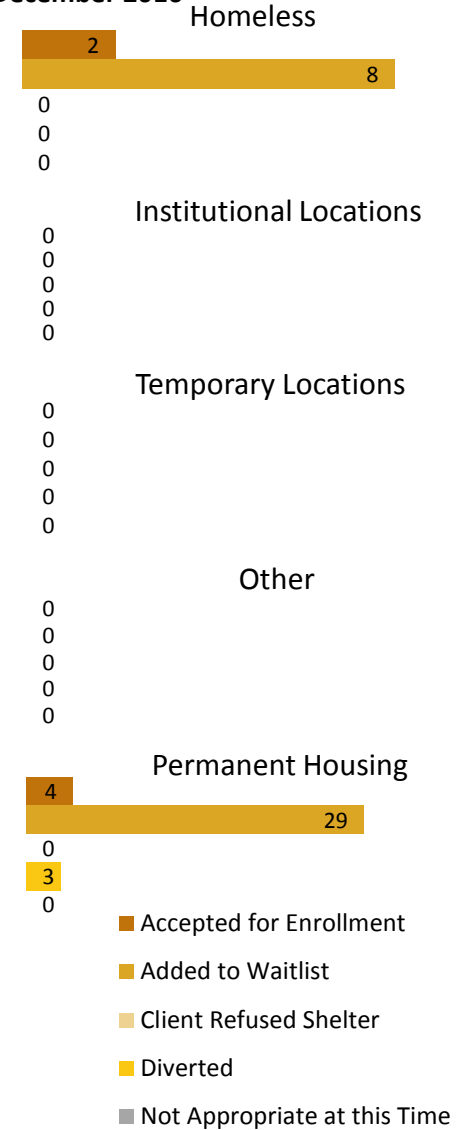 Homeless
2
8
0
0
0
Institutional Locations
0
0
0
0
0
Temporary Locations
0
0
0
0
0
Other
0
0
0
0
0
Permanent Housing
4
29
0
3
0
Accepted for Enrollment
Added to Waitlist
Client Refused Shelter
Diverted
Not Appropriate at this Time